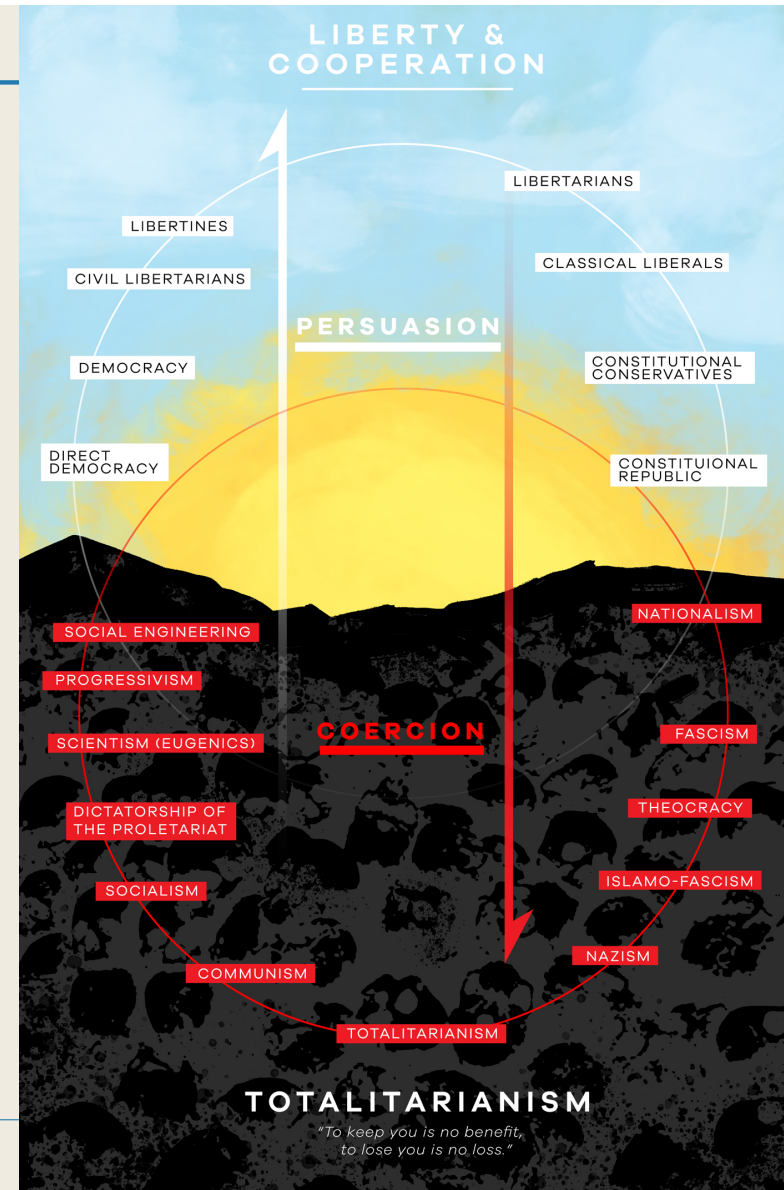 LIBERTY &
COOPERATION
LIBERTARIANS
LIBERTINES
CLASSICAL LIBERALS
CIVIL LIBERTARIANS
PERSUASION
CONSTITUTIONAL
CONSERVATIVES
DEMOCRACY
DIRECT
DEMOCRACY
CONSTITUIONAL
REPUBLIC
NATIONALISM
SOCIAL ENGINEERING
PROGRESSIVISM
COERCION
FASCISM
SCIENTISM (EUGENICS)
THEOCRACY
DICTATORSHIP OF
THE PROLETARIAT
ISLAMO-FASCISM
SOCIALISM
NAZISM
COMMUNISM
TOTALITARIANISM
TOTALITARIANISM
"To keep you is no benefit,
to lose you is no loss."